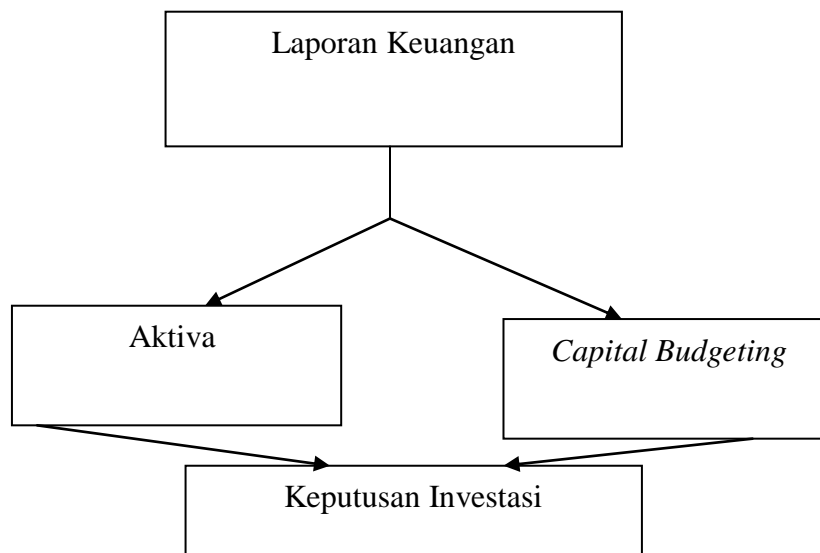 Laporan Keuangan
Aktiva
Capital Budgeting
Keputusan Investasi